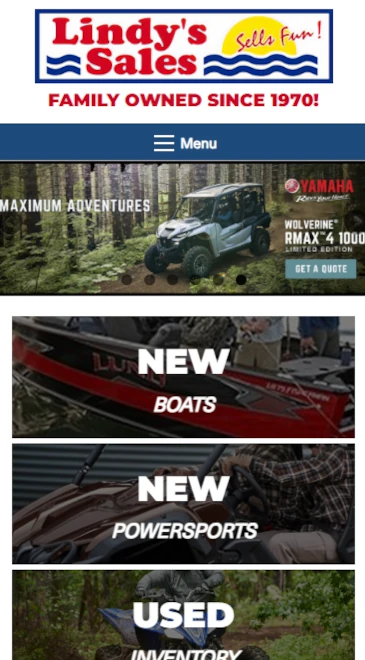 Lindy's
Sales
Sells Fun!
FAMILY OWNED SINCE 1970!
Menu
MAXIMUM ADVENTURES
YAMAHA
Revs Your Heart
WOLVERINE®
RMAX™4 1000
LIMITED EDITION
GET A QUOTE
LUND
NEW
BOATS
NEW
POWERSPORTS
USED
INVENTORY